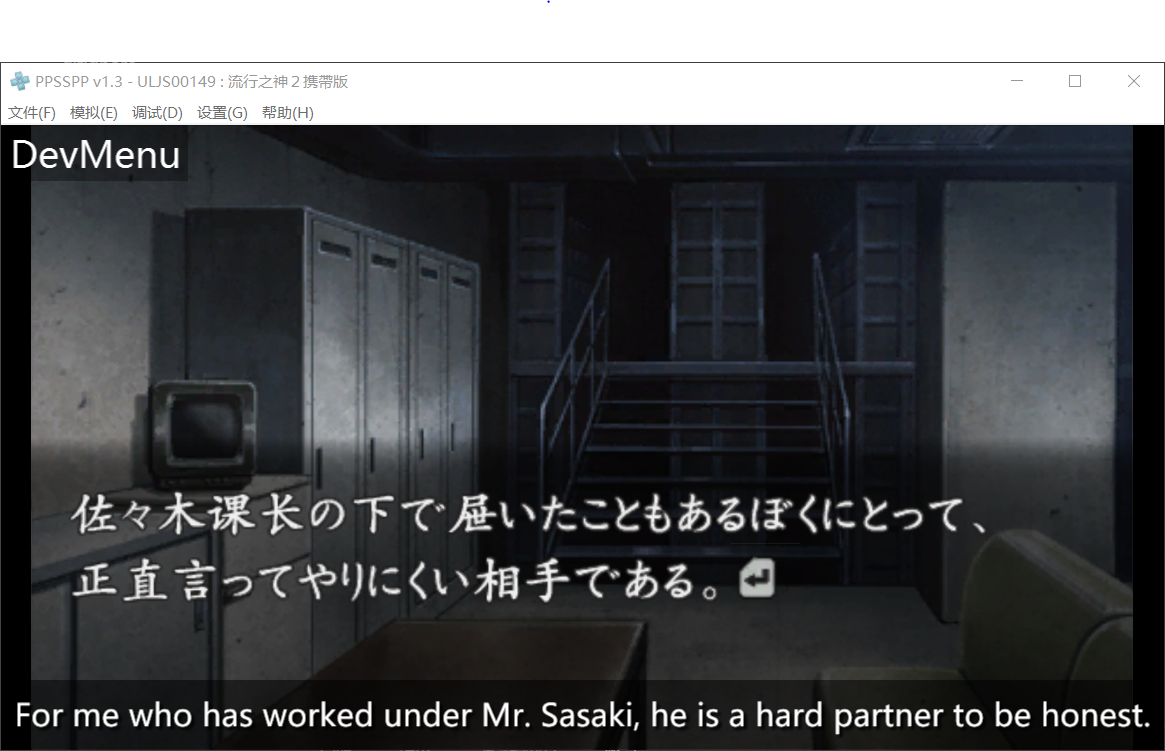 PPSSPP v1.3 - ULJS00149 : 流行之神２携帶版
文件(F) 模拟(E) 调试(D) 设置(G) 帮助(H)
DevMenu
佐々木课长の下で屉いたこともあるぼくにとって、
正直言ってやりにくい相手である。
For me who has worked under Mr. Sasaki, he is a hard partner to be honest.